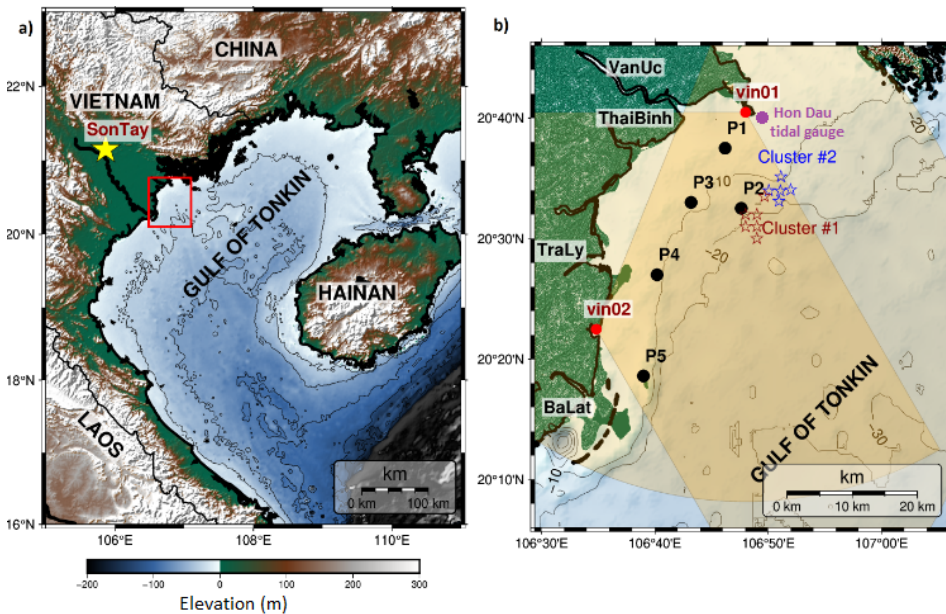 a)
CHINA
VIETNAM
SonTay
GULF OF TONKIN
HAINAN
LAOS
km
0 km 100 km
22°N
20°N
18°N
16°N
106°E 108°E 110°E
-200 -100 0 100 200 300
Elevation (m)
b)
VanUc
vin01
ThaiBinh
P1
Hon Dau
tidal gauge
-20
Cluster #2
P3
-10
P2
Cluster #1
-20
TraLy
P4
vin02
P5
BaLat
GULF OF TONKIN
-30
-10
km
0 km 10 km 20 km
20°40'N
20°30'N
20°20'N
20°10'N
106°30'E 106°40'E 106°50'E 107°00'E